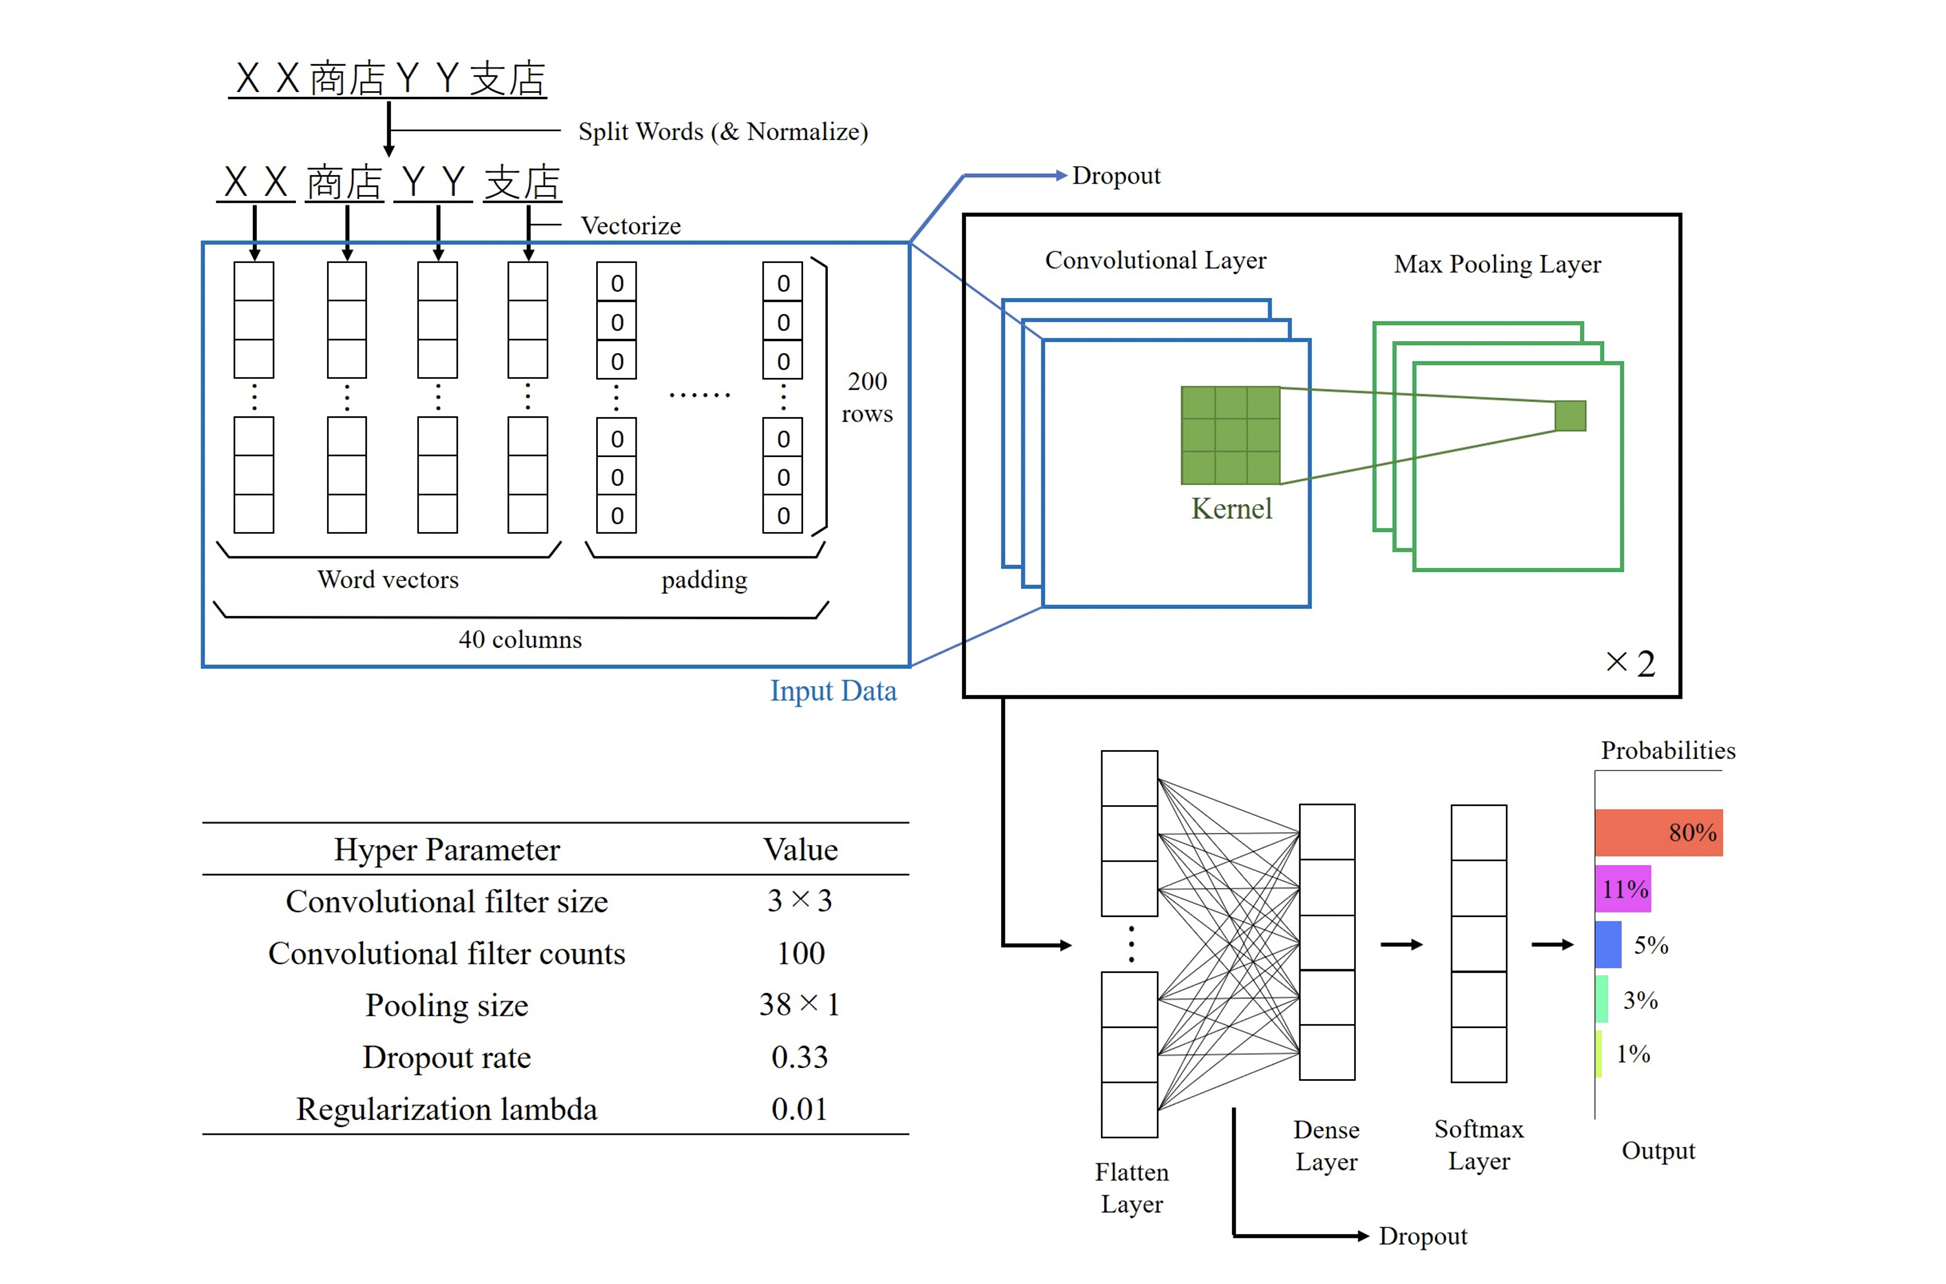 ＸＸ商店ＹＹ支店
Split Words (& Normalize)
ＸＸ 商店 ＹＹ 支店
Vectorize
0 0
0 0
0 0
200
rows
0 0
0 0
0 0
Word vectors
padding
40 columns
Input Data
Dropout
Convolutional Layer
Max Pooling Layer
Kernel
×2
Hyper Parameter Value
Convolutional filter size 3×3
Convolutional filter counts 100
Pooling size 38×1
Dropout rate 0.33
Regularization lambda 0.01
Flatten
Layer
Dense
Layer
Softmax
Layer
Dropout
Probabilities
80%
11%
5%
3%
1%
Output